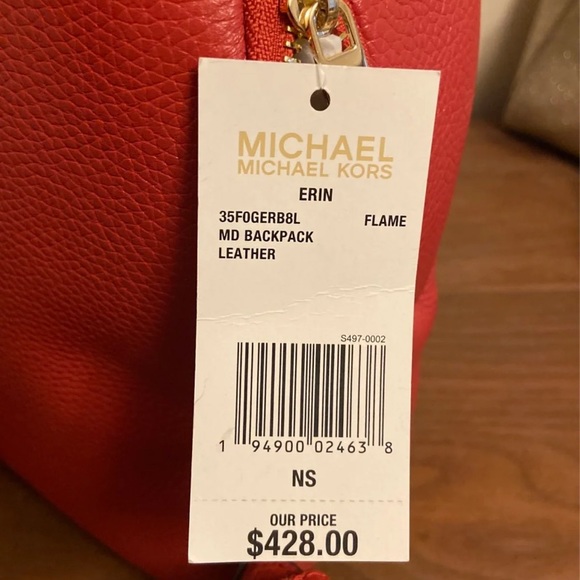 MICHAEL
MICHAEL KORS
ERIN
35F0GERB8L FLAME
MD BACKPACK
LEATHER
S497-0002
1 94900 02463 8
NS
OUR PRICE
$428.00